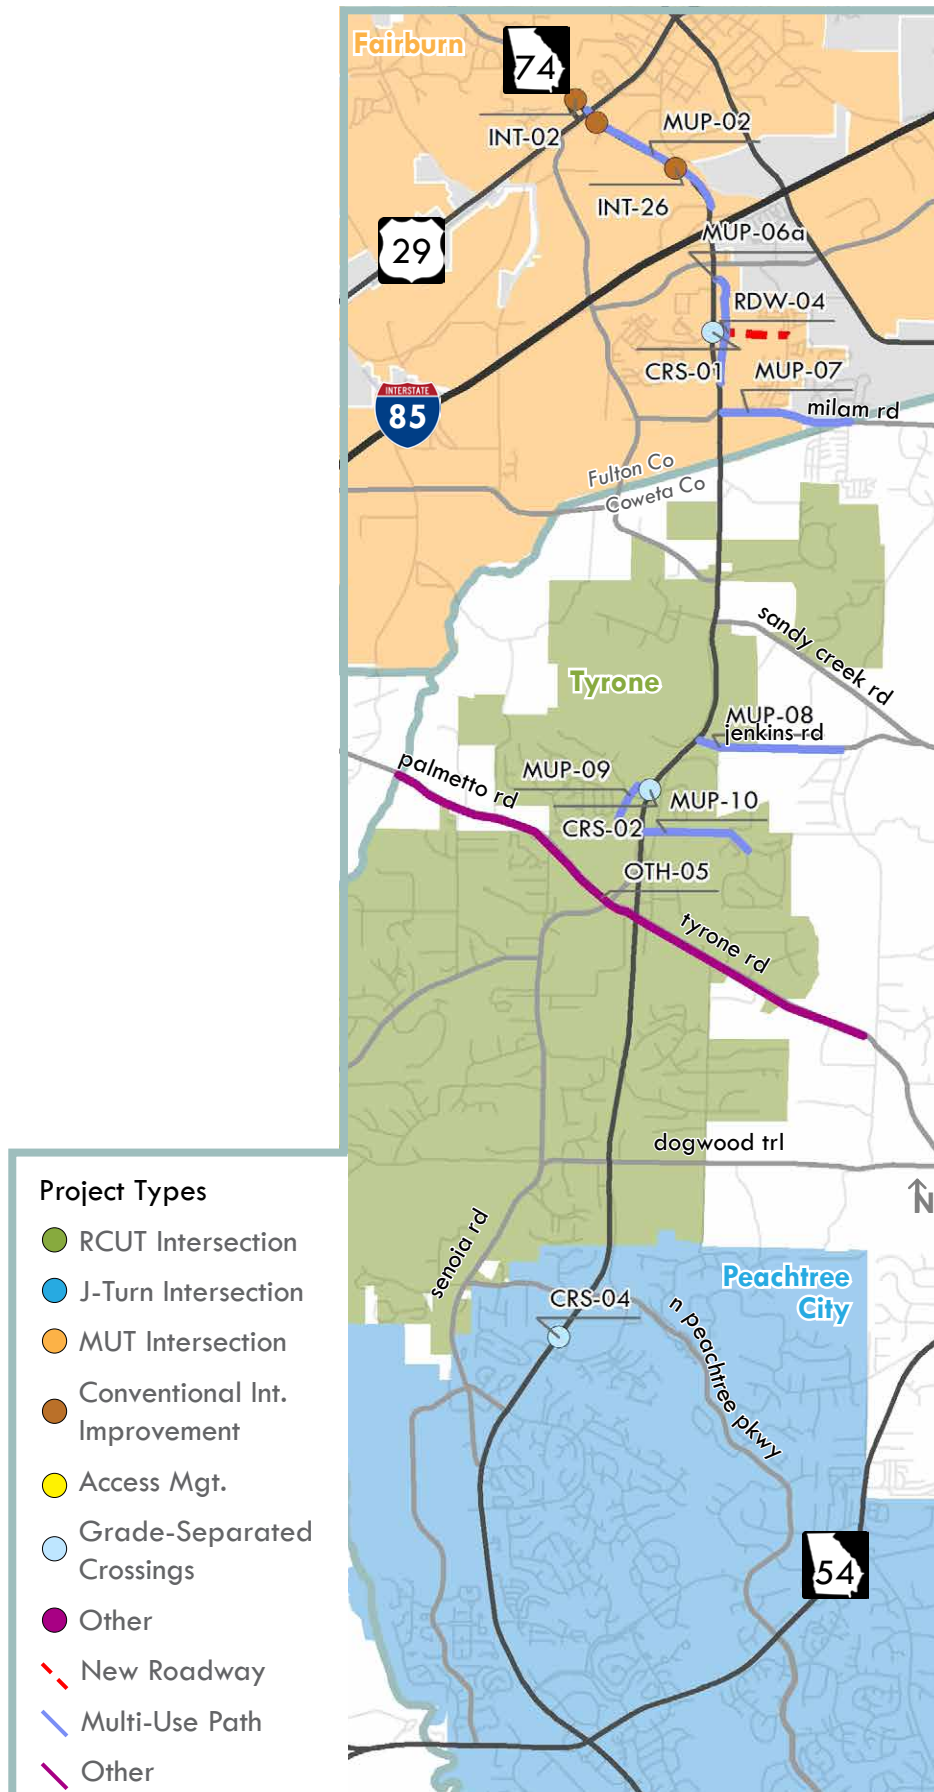 Fairburn
74
INT-02
MUP-02
INT-26
29
MUP-06a
RDW-04
CRS-01
MUP-07
INTERSTATE
85
milam rd
Fulton Co
Coweta Co
sandy creek rd
Tyrone
MUP-08
jenkins rd
palmetto rd
MUP-09
MUP-10
CRS-02
OTH-05
tyrone rd
dogwood trl
N
senoia rd
Peachtree
City
CRS-04
n peachtree pkwy
54
Project Types
RCUT Intersection
J-Turn Intersection
MUT Intersection
Conventional Int.
Improvement
Access Mgt.
Grade-Separated
Crossings
Other
New Roadway
Multi-Use Path
Other